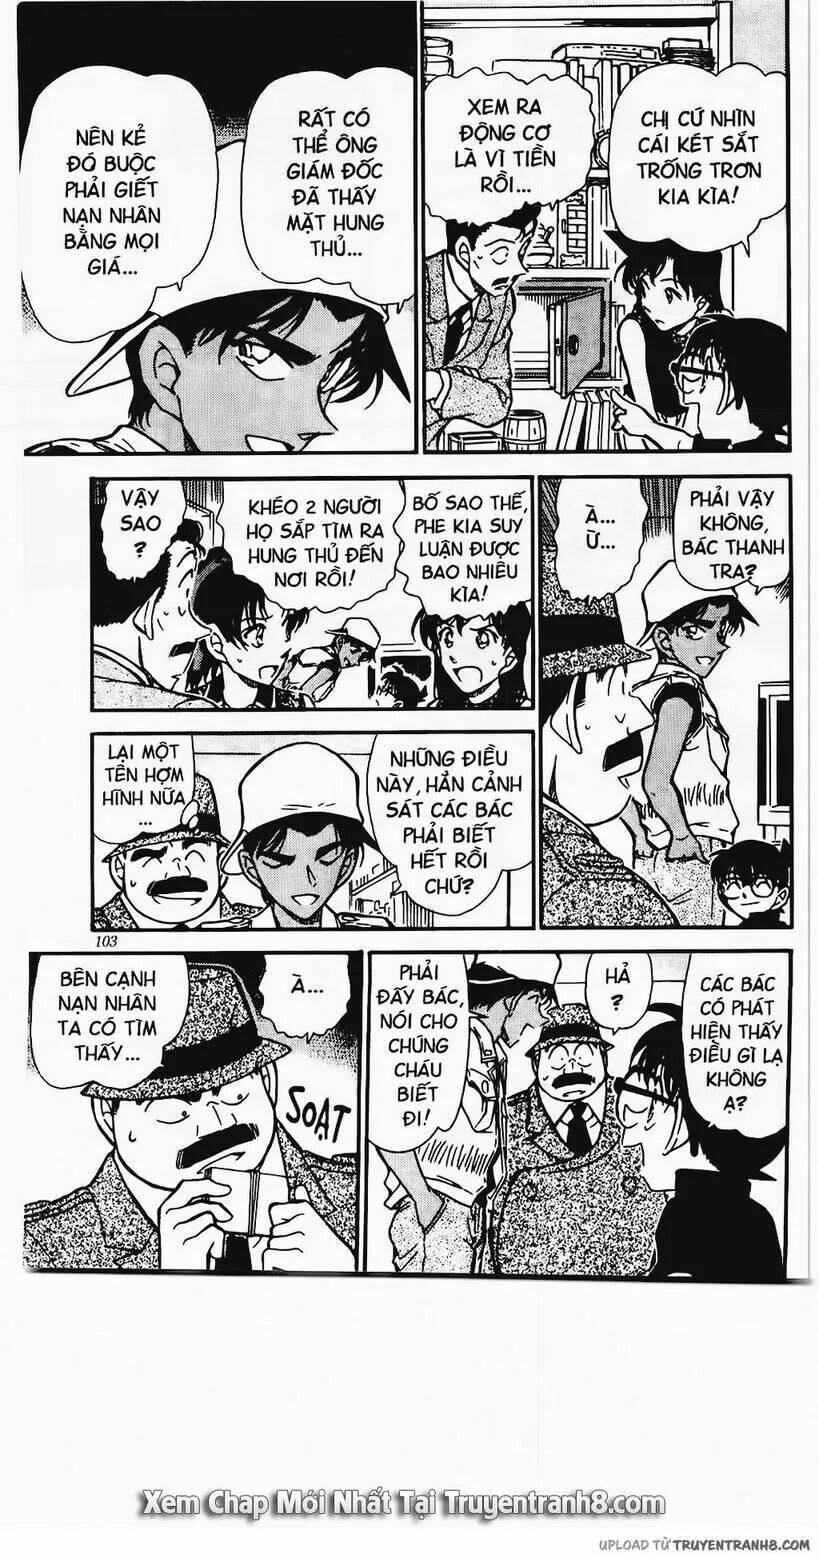 CHỊ CỨ NHÌN
CÁI KÉT SẮT
TRỐNG TRƠN
KIA KÌA!
XEM RA
ĐỘNG CƠ
LÀ VÌ TIỀN
RỒI...
RẤT CÓ
THỂ ÔNG
GIÁM ĐỐC
ĐÃ THẤY
MẶT HUNG
THỦ...
NÊN KẺ
ĐÓ BUỘC
PHẢI GIẾT
NẠN NHÂN
BẰNG MỌI
GIÁ...
PHẢI VẬY
KHÔNG,
BÁC THANH
TRA?
À...
Ừ...
BỐ SAO THẾ,
PHE KIA SUY
LUẬN ĐƯỢC
BAO NHIÊU
KÌA!
KHÉO 2 NGƯỜI
HỌ SẮP TÌM RA
HUNG THỦ ĐẾN
NƠI RỒI!
VẬY
SAO
?
NHỮNG ĐIỀU
NÀY, HẲN CẢNH
SÁT CÁC BÁC
PHẢI BIẾT
HẾT RỒI
CHỨ?
LẠI MỘT
TÊN HỢM
HĨNH NỮA
...
103
CÁC BÁC
CÓ PHÁT
HIỆN THẤY
ĐIỀU GÌ LẠ
KHÔNG
Ạ?
HẢ
?
PHẢI
ĐẤY BÁC,
NÓI CHO
CHÚNG
CHÁU
BIẾT
ĐI!
À...
BÊN CẠNH
NẠN NHÂN
TA CÓ TÌM
THẤY...
SOẠT
Xem Chap Mới Nhất Tại Truyentranh8.com
UPLOAD TỪ TRUYENTRANH8.COM